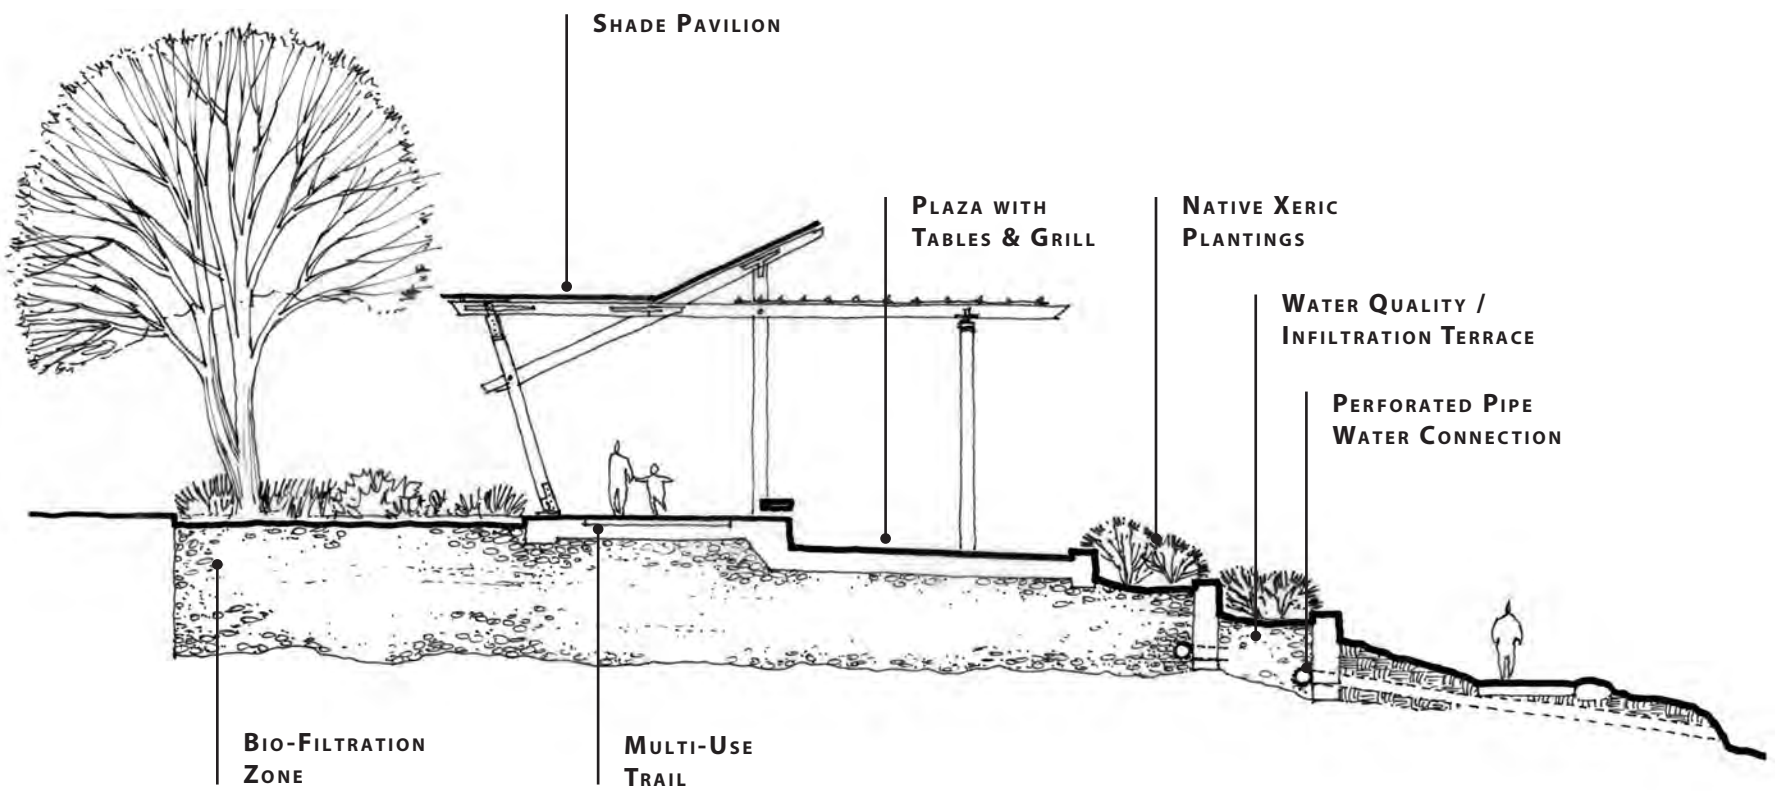 SHADE PAVILION
PLAZA WITH
TABLES & GRILL
NATIVE XERIC
PLANTINGS
WATER QUALITY /
INFILTRATION TERRACE
PERFORATED PIPE
WATER CONNECTION
BIO-FILTRATION
ZONE
MULTI-USE
TRAIL